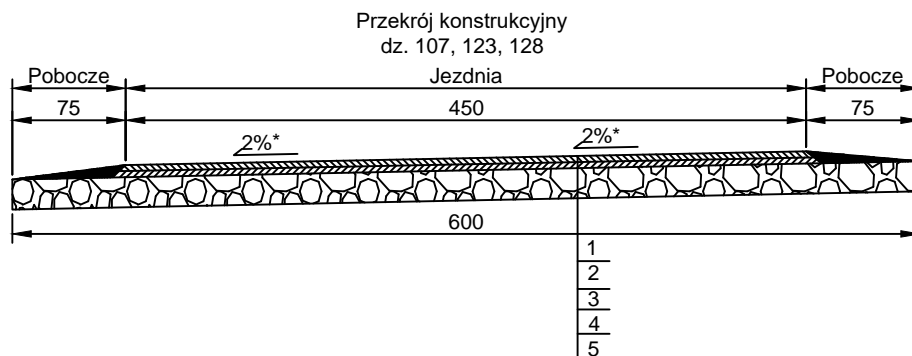 Przekrój konstrukcyjny
dz. 107, 123, 128
Pobocze Jezdnia Pobocze
75 450 75
2%* 2%*
600
1
2
3
4
5